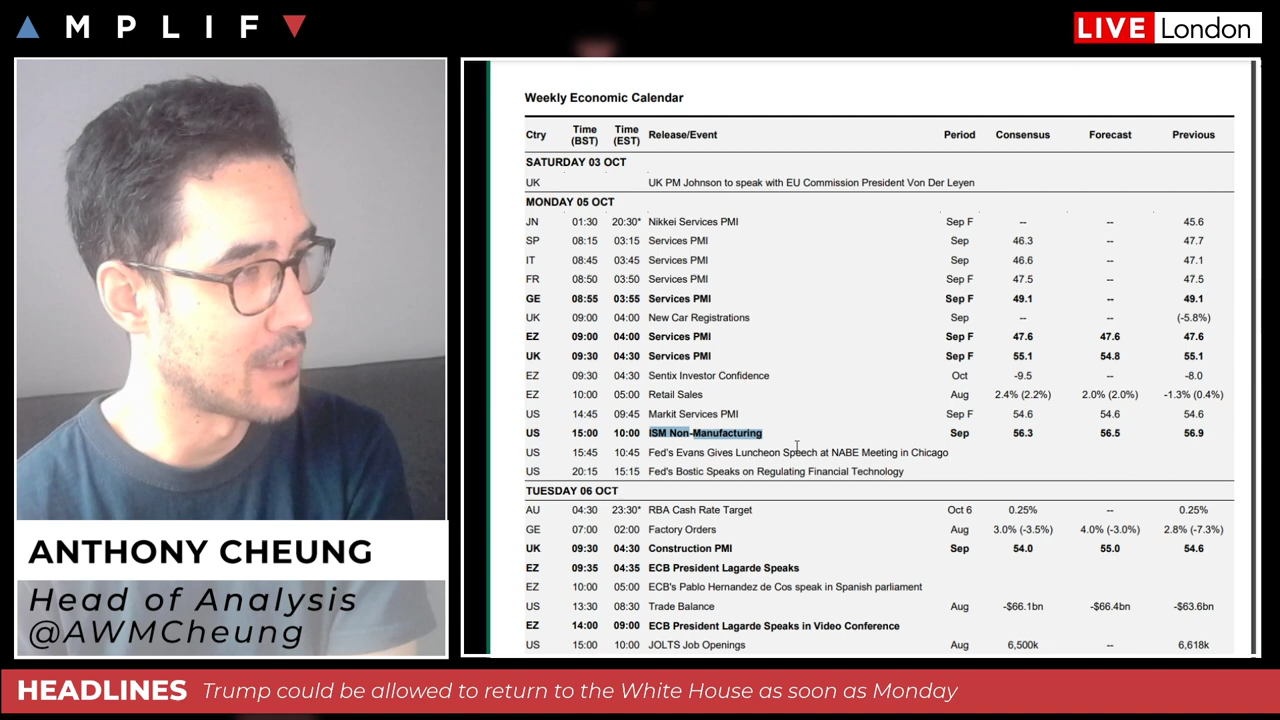 AMPLIFY
LIVE London
Weekly Economic Calendar
Ctry Time (BST) Time (EST) Release/Event Period Consensus Forecast Previous
SATURDAY 03 OCT
UK UK PM Johnson to speak with EU Commission President Von Der Leyen
MONDAY 05 OCT
JN 01:30 20:30* Nikkei Services PMI Sep F -- -- 45.6
SP 08:15 03:15 Services PMI Sep 46.3 -- 47.7
IT 08:45 03:45 Services PMI Sep 46.6 -- 47.1
FR 08:50 03:50 Services PMI Sep F 47.5 -- 47.5
GE 08:55 03:55 Services PMI Sep F 49.1 -- 49.1
UK 09:00 04:00 New Car Registrations Sep -- -- (-5.8%)
EZ 09:00 04:00 Services PMI Sep F 47.6 47.6 47.6
UK 09:30 04:30 Services PMI Sep F 55.1 54.8 55.1
EZ 09:30 04:30 Sentix Investor Confidence Oct -9.5 -- -8.0
EZ 10:00 05:00 Retail Sales Aug 2.4% (2.2%) 2.0% (2.0%) -1.3% (0.4%)
US 14:45 09:45 Markit Services PMI Sep F 54.6 54.6 54.6
US 15:00 10:00 ISM Non-Manufacturing Sep 56.3 56.5 56.9
US 15:45 10:45 Fed's Evans Gives Luncheon Speech at NABE Meeting in Chicago
US 20:15 15:15 Fed's Bostic Speaks on Regulating Financial Technology
TUESDAY 06 OCT
AU 04:30 23:30* RBA Cash Rate Target Oct 6 0.25% -- 0.25%
GE 07:00 02:00 Factory Orders Aug 3.0% (-3.5%) 4.0% (-3.0%) 2.8% (-7.3%)
UK 09:30 04:30 Construction PMI Sep 54.0 55.0 54.6
EZ 09:35 04:35 ECB President Lagarde Speaks
EZ 10:00 05:00 ECB's Pablo Hernandez de Cos speak in Spanish parliament
US 13:30 08:30 Trade Balance Aug -$66.1bn -$66.4bn -$63.6bn
EZ 14:00 09:00 ECB President Lagarde Speaks in Video Conference
US 15:00 10:00 JOLTS Job Openings Aug 6,500k -- 6,618k
ANTHONY CHEUNG
Head of Analysis
@AWMCheung
HEADLINES Trump could be allowed to return to the White House as soon as Monday